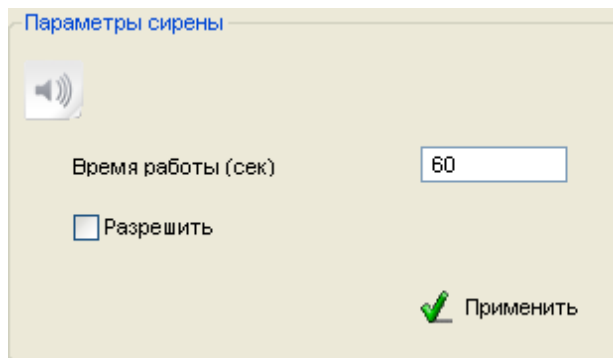 Параметры сирены
Время работы (сек) 60
Разрешить
Применить